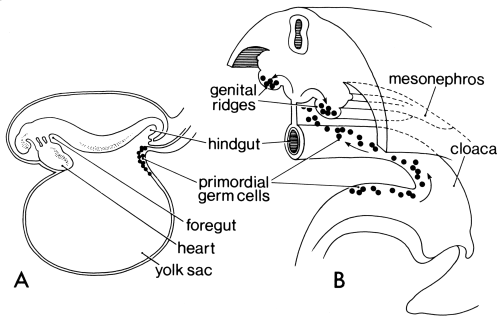 B
genital
ridges
mesonephros
hindgut
cloaca
primordial
germ cells
foregut
heart
yolk sac
A
B